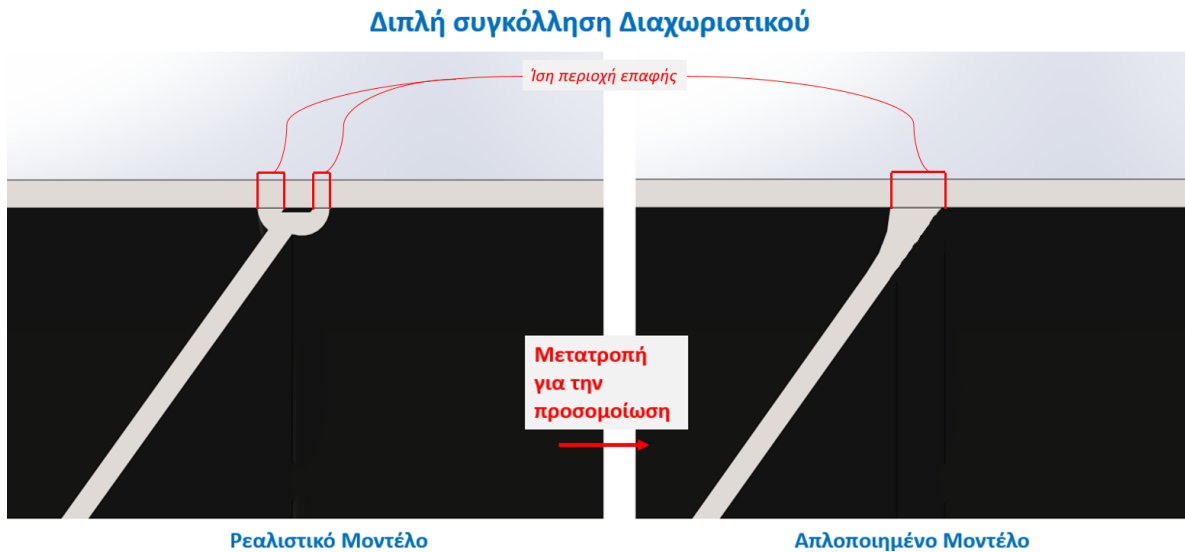 Διπλή συγκόλληση Διαχωριστικού
Ίση περιοχή επαφής
Μετατροπή
για την
προσομοίωση
Ρεαλιστικό Μοντέλο
Απλοποιημένο Μοντέλο